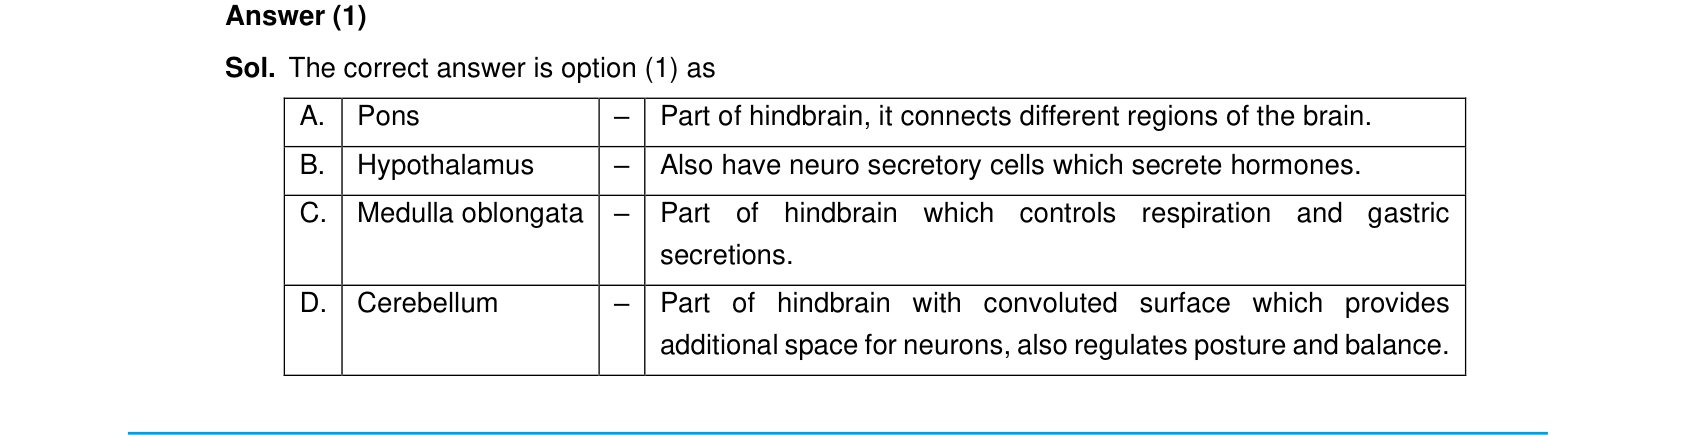 Answer (1)
Sol. The correct answer is option (1) as
A. Pons – Part of hindbrain, it connects different regions of the brain.
B. Hypothalamus – Also have neuro secretory cells which secrete hormones.
C. Medulla oblongata – Part of hindbrain which controls respiration and gastric
secretions.
D. Cerebellum – Part of hindbrain with convoluted surface which provides
additional space for neurons, also regulates posture and balance.